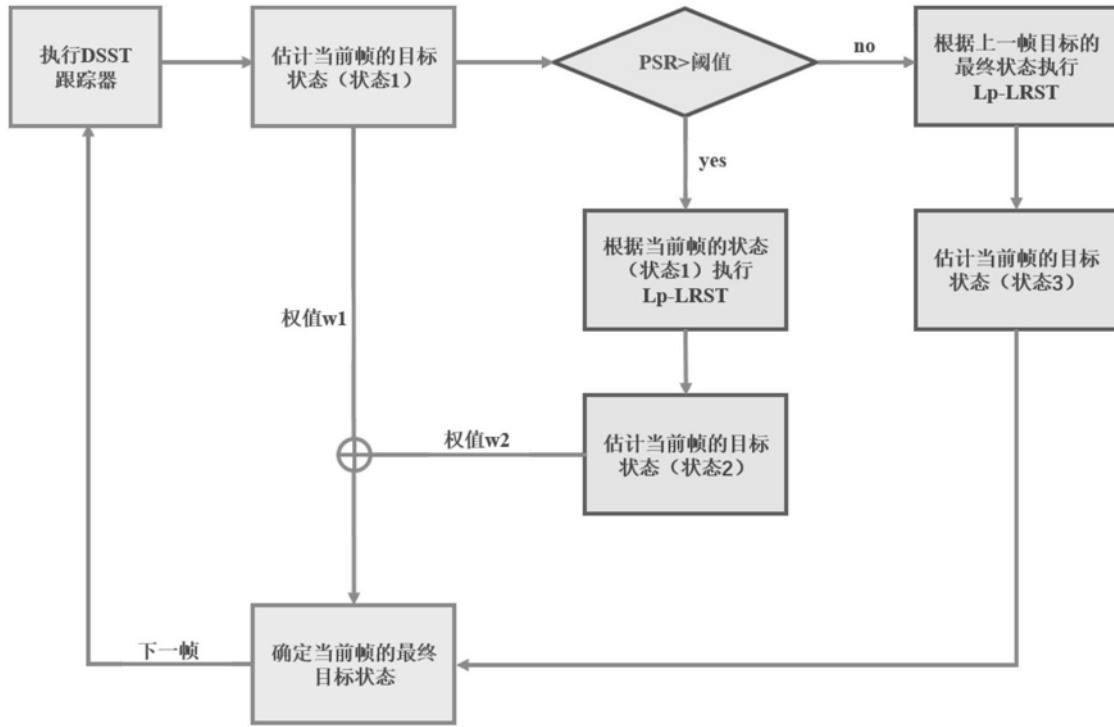 执行DSST
跟踪器
估计当前帧的目标
状态（状态1）
PSR>阈值
no
根据上一帧目标的
最终状态执行
Lp-LRST
yes
根据当前帧的状态
（状态1）执行
Lp-LRST
估计当前帧的目标
状态（状态3）
权值w1
权值w2
估计当前帧的目标
状态（状态2）
下一帧
确定当前帧的最终
目标状态